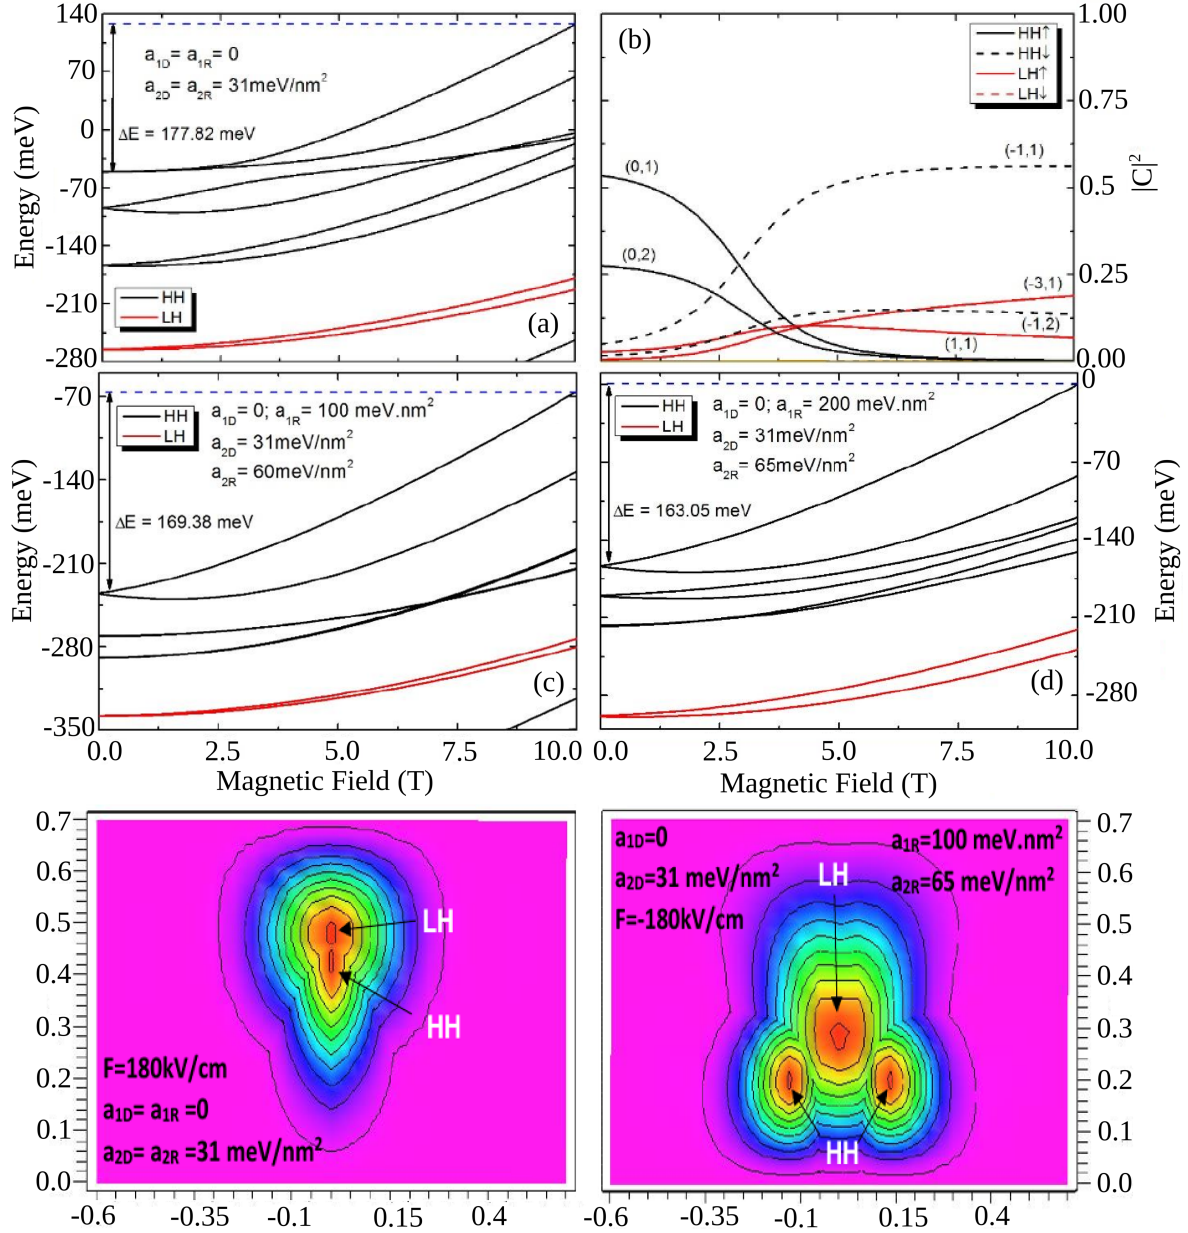 140
70
0
-70
-140
-210
-280
Energy (meV)
a1D= a1R= 0
a2D= a2R= 31meV/nm²
ΔE = 177.82 meV
HH
LH
(a)
(b)
HH↑
HH↓
LH↑
LH↓
(0,1)
(-1,1)
(0,2)
(-3,1)
(-1,2)
(1,1)
1.00
0.75
0.5
0.25
0.00
|C|²
-70
-140
-210
-280
-350
Energy (meV)
HH
LH
a1D= 0; a1R= 100 meV.nm²
a2D= 31meV/nm²
a2R= 60meV/nm²
ΔE = 169.38 meV
(c)
0.0 2.5 5.0 7.5 10.0
Magnetic Field (T)
HH
LH
a1D= 0; a1R= 200 meV.nm²
a2D= 31meV/nm²
a2R= 65meV/nm²
ΔE = 163.05 meV
(d)
0
-70
-140
-210
-280
Energy (meV)
0.0 2.5 5.0 7.5 10.0
Magnetic Field (T)
0.7
0.6
0.5
0.4
0.3
0.2
0.1
0.0
LH
HH
F=180kV/cm
a1D= a1R =0
a2D= a2R =31 meV/nm²
-0.6 -0.35 -0.1 0.15 0.4
a1D=0
a1R=100 meV.nm²
LH
a2D=31 meV/nm²
a2R=65 meV/nm²
F=-180kV/cm
HH
0.7
0.6
0.5
0.4
0.3
0.2
0.1
0.0
-0.6 -0.35 -0.1 0.15 0.4